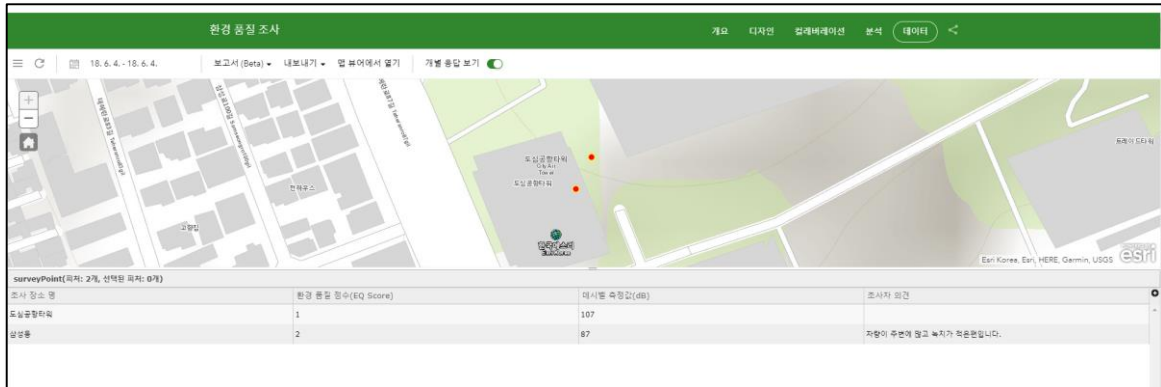 환경 품질 조사
개요 디자인 컬래버레이션 분석 데이터
18. 6. 4. - 18. 6. 4. 보고서 (Beta) 내보내기 맵 뷰어에서 열기 개별 응답 보기
도심공항타워
City Air
Tower
도심공항타워
트레이드타워
한국에스리
Esri Korea
Esri Korea, Esri, HERE, Garmin, USGS
esri
surveyPoint(피처: 2개, 선택된 피처: 0개)
조사 장소 명 환경 품질 점수(EQ Score) 데시벨 측정값(dB) 조사자 의견
도심공항타워 1 107
삼성동 2 87 차량이 주변에 많고 녹지가 적은편입니다.